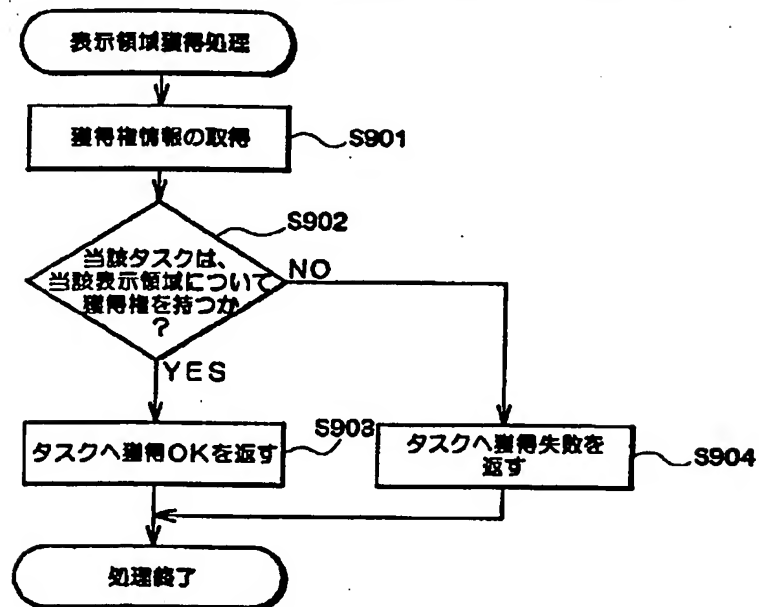 表示領域獲得処理
獲得権情報の取得
S901
S902
当該タスクは、
当該表示領域について
獲得権を持つか
?
NO
YES
タスクへ獲得OKを返す
S903
タスクへ獲得失敗を
返す
S904
処理終了